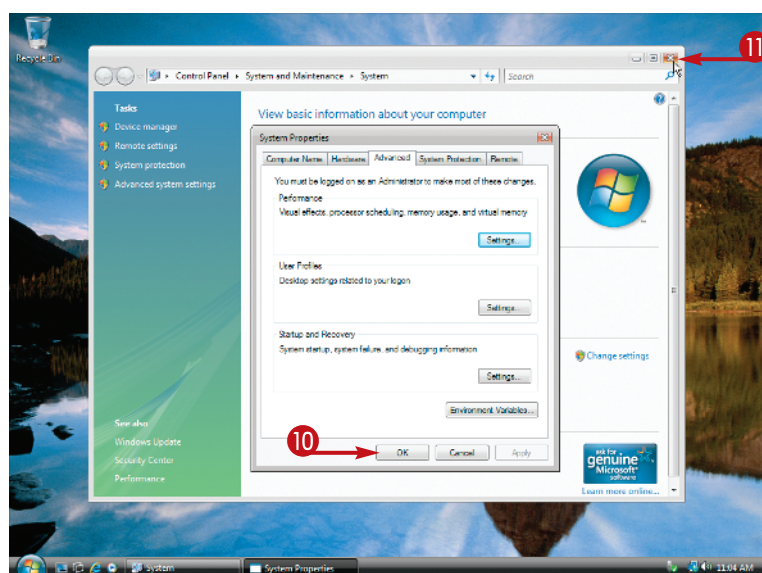 11
Recycle Bin
Control Panel ▸ System and Maintenance ▸ System
Search
Tasks
Device manager
Remote settings
System protection
Advanced system settings
View basic information about your computer
System Properties
Computer Name Hardware Advanced System Protection Remote
You must be logged on as an Administrator to make most of these changes.
Performance
Visual effects, processor scheduling, memory usage, and virtual memory
Settings...
User Profiles
Desktop settings related to your logon
Settings...
Startup and Recovery
System startup, system failure, and debugging information
Settings...
Environment Variables...
10
OK Cancel Apply
Change settings
See also
Windows Update
Security Center
Performance
ask for
genuine
Microsoft
software
Learn more online...
System
System Properties
11:04 AM